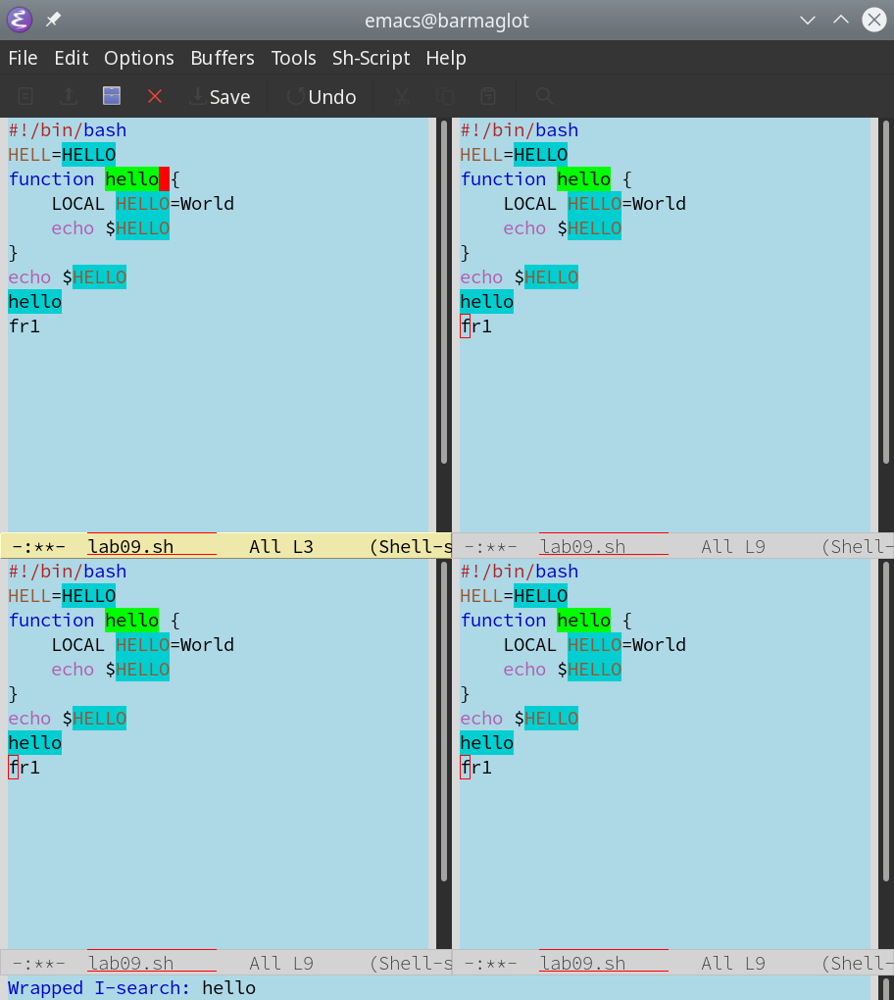 emacs@barmaglot
File Edit Options Buffers Tools Sh-Script Help
Save Undo
#!/bin/bash
HELL=HELLO
function hello {
    LOCAL HELLO=World
    echo $HELLO
}
echo $HELLO
hello
fr1
-:**-  lab09.sh       All L3     (Shell-s
#!/bin/bash
HELL=HELLO
function hello {
    LOCAL HELLO=World
    echo $HELLO
}
echo $HELLO
hello
fr1
-:**-  lab09.sh       All L9     (Shell-
#!/bin/bash
HELL=HELLO
function hello {
    LOCAL HELLO=World
    echo $HELLO
}
echo $HELLO
hello
fr1
-:**-  lab09.sh       All L9     (Shell-s
#!/bin/bash
HELL=HELLO
function hello {
    LOCAL HELLO=World
    echo $HELLO
}
echo $HELLO
hello
fr1
-:**-  lab09.sh       All L9     (Shell-
Wrapped I-search: hello